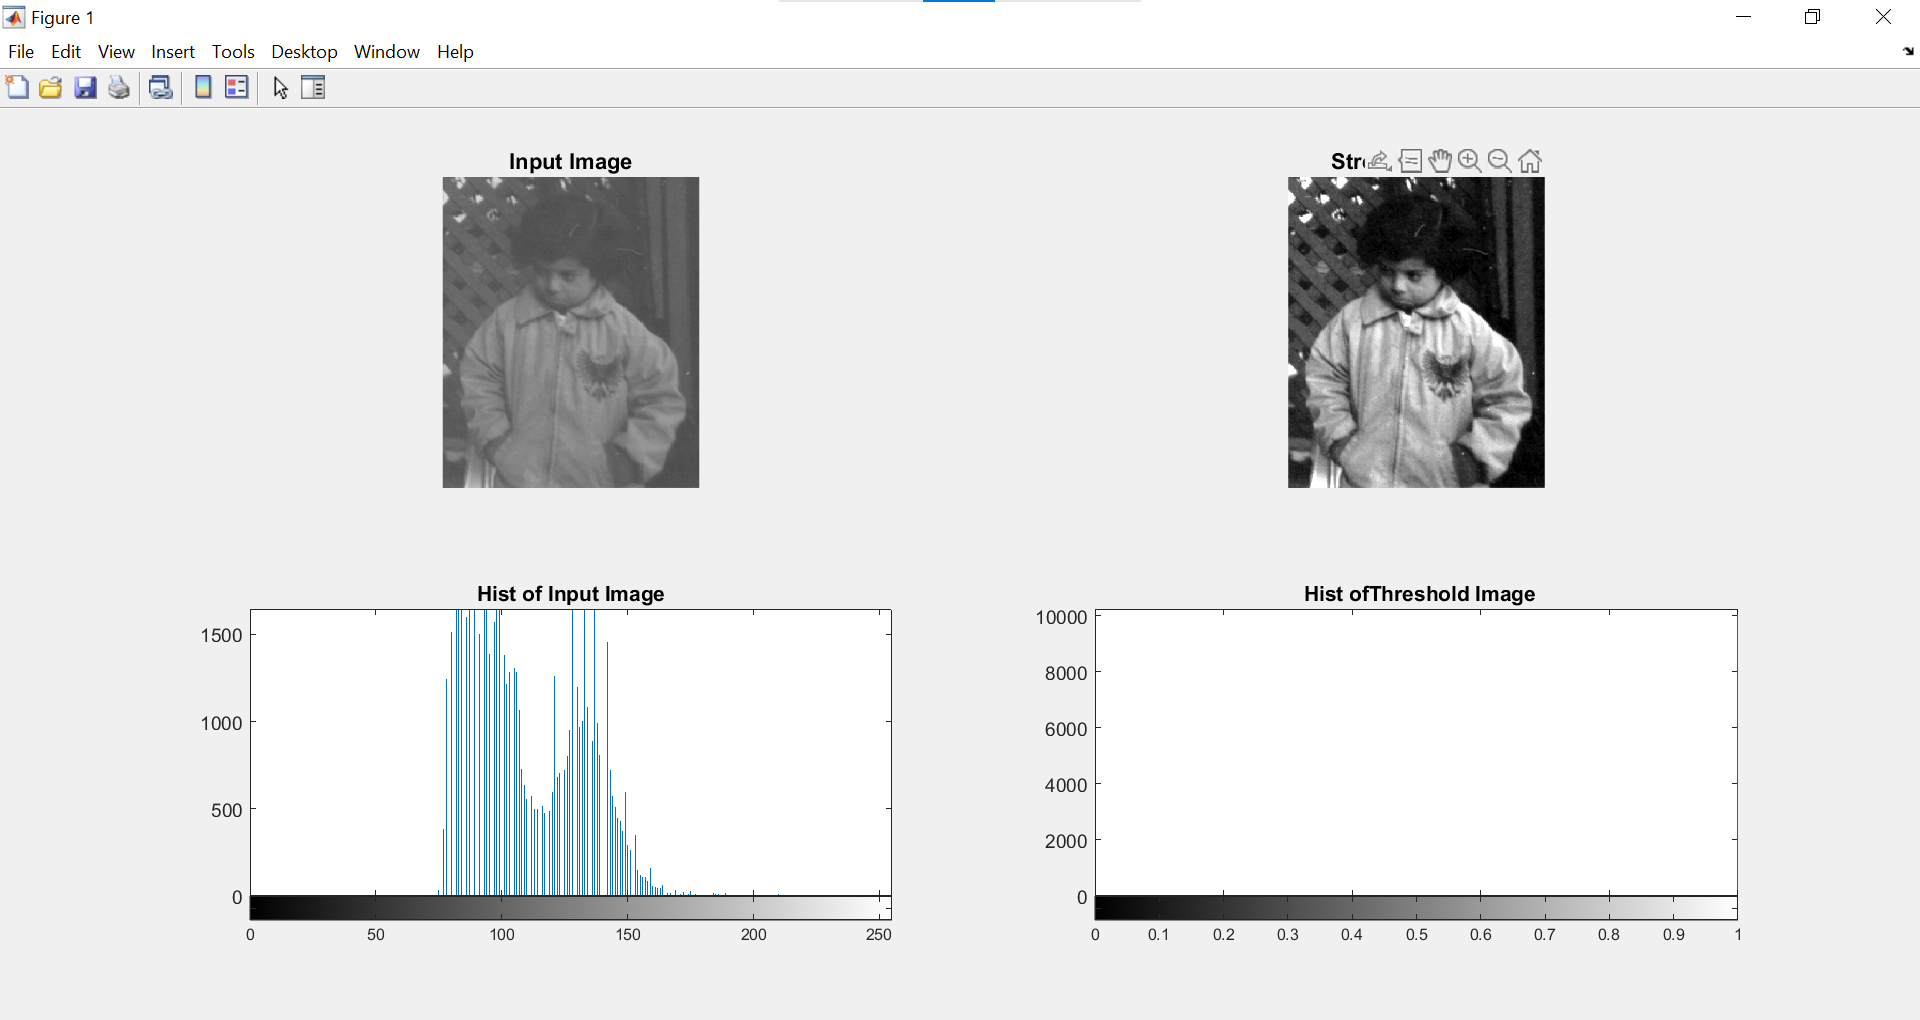 Figure 1
File Edit View Insert Tools Desktop Window Help
Input Image
Hist of Input Image
1500
1000
500
0
0 50 100 150 200 250
Hist ofThreshold Image
10000
8000
6000
4000
2000
0
0 0.1 0.2 0.3 0.4 0.5 0.6 0.7 0.8 0.9 1